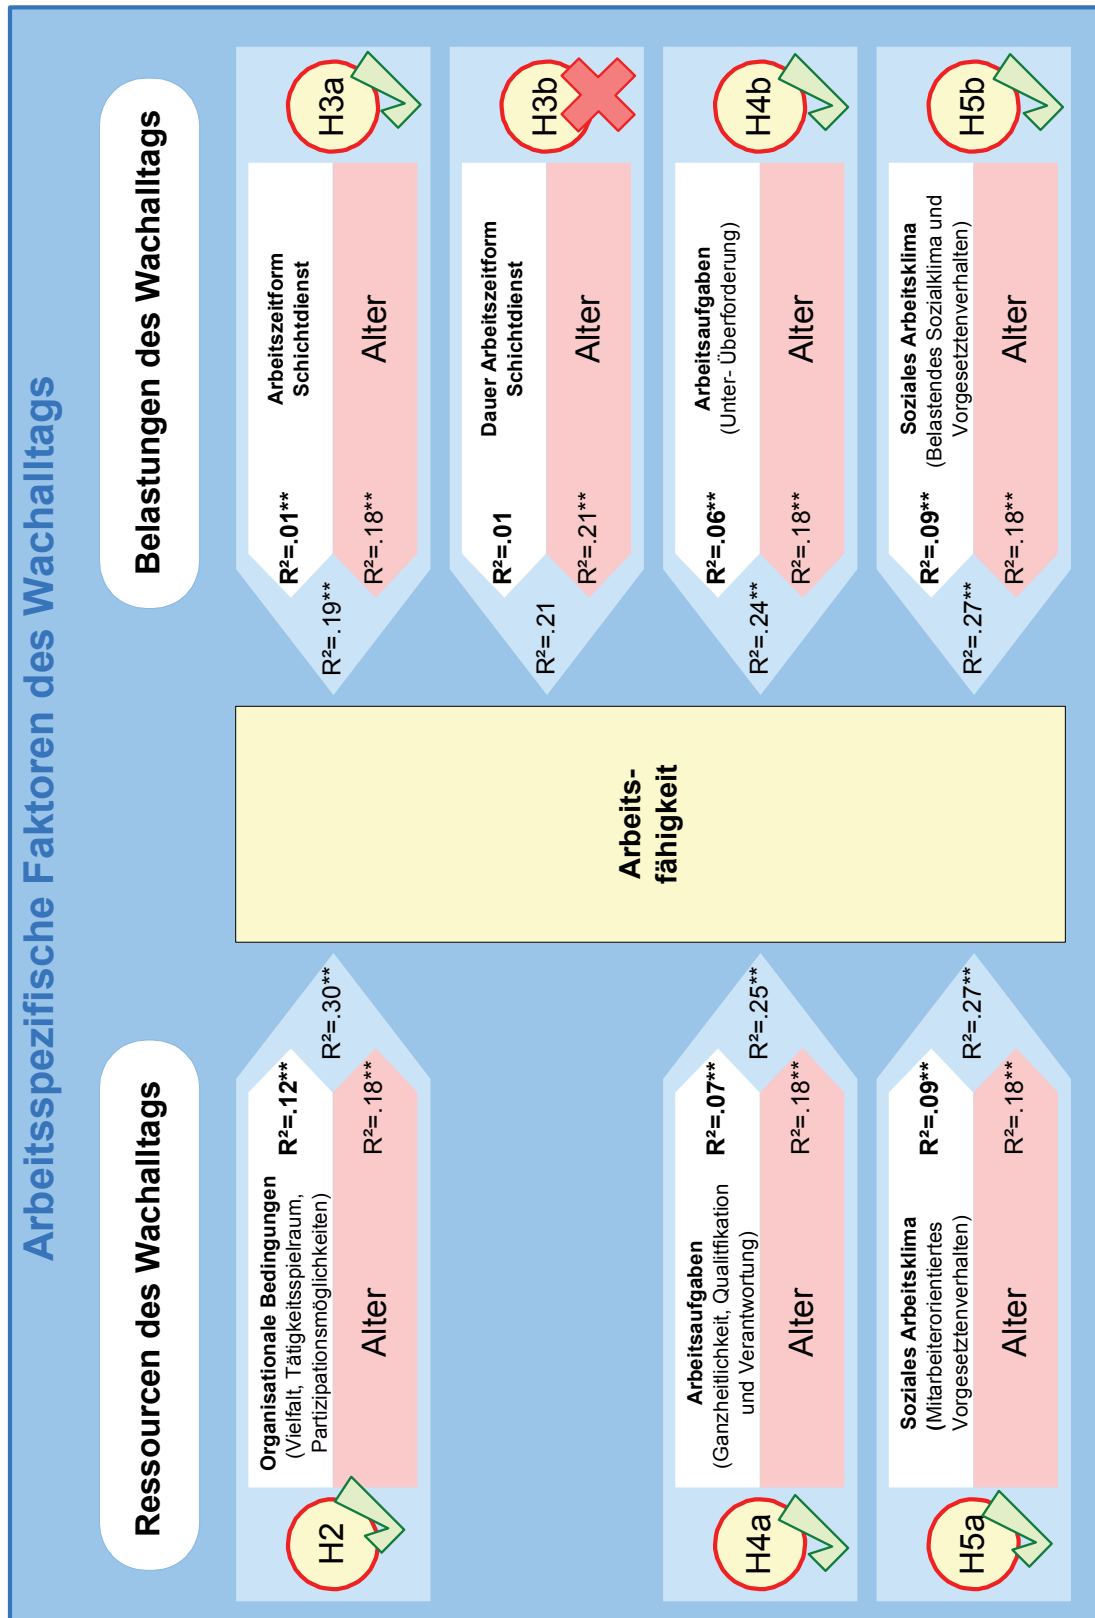 Arbeitsspezifische Faktoren des Wachalltags
Ressourcen des Wachalltags
Belastungen des Wachalltags
H2
Organisationale Bedingungen
(Vielfalt, Tätigkeitsspielraum,
Partizipationsmöglichkeiten)
R²=.12**
Alter
R²=.18**
R²=.30**
H4a
Arbeitsaufgaben
(Ganzheitlichkeit, Qualitfikation
und Verantwortung)
R²=.07**
Alter
R²=.18**
R²=.25**
H5a
Soziales Arbeitsklima
(Mitarbeiterorientiertes
Vorgesetztenverhalten)
R²=.09**
Alter
R²=.18**
R²=.27**
Arbeits-
fähigkeit
R²=.19**
R²=.01**
Arbeitszeitform
Schichtdienst
R²=.18**
Alter
H3a
R²=.21
R²=.01
Dauer Arbeitszeitform
Schichtdienst
R²=.21**
Alter
H3b
R²=.24**
R²=.06**
Arbeitsaufgaben
(Unter- Überforderung)
R²=.18**
Alter
H4b
R²=.27**
R²=.09**
Soziales Arbeitsklima
(Belastendes Sozialklima und
Vorgesetztenverhalten)
R²=.18**
Alter
H5b